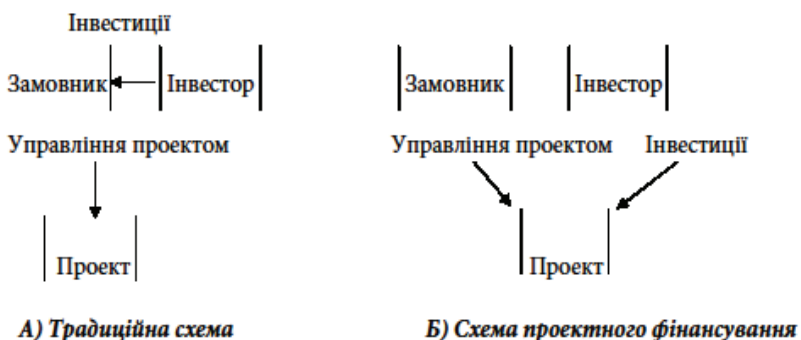 Інвестиції
Замовник Інвестор
Управління проектом
Проект
А) Традиційна схема
Замовник Інвестор
Управління проектом Інвестиції
Проект
Б) Схема проектного фінансування